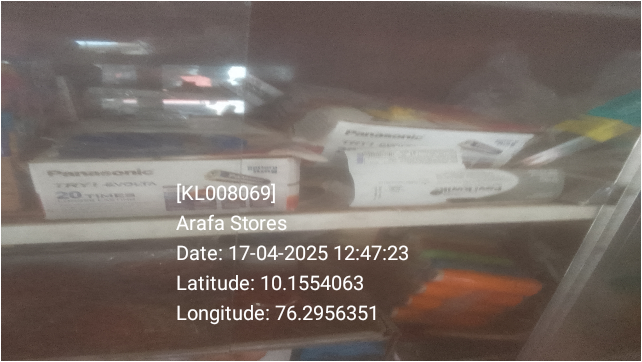 Panasonic
Panasonic
EVOLTA
20 TIMES
[KL008069]
Arafa Stores
Date: 17-04-2025 12:47:23
Latitude: 10.1554063
Longitude: 76.2956351